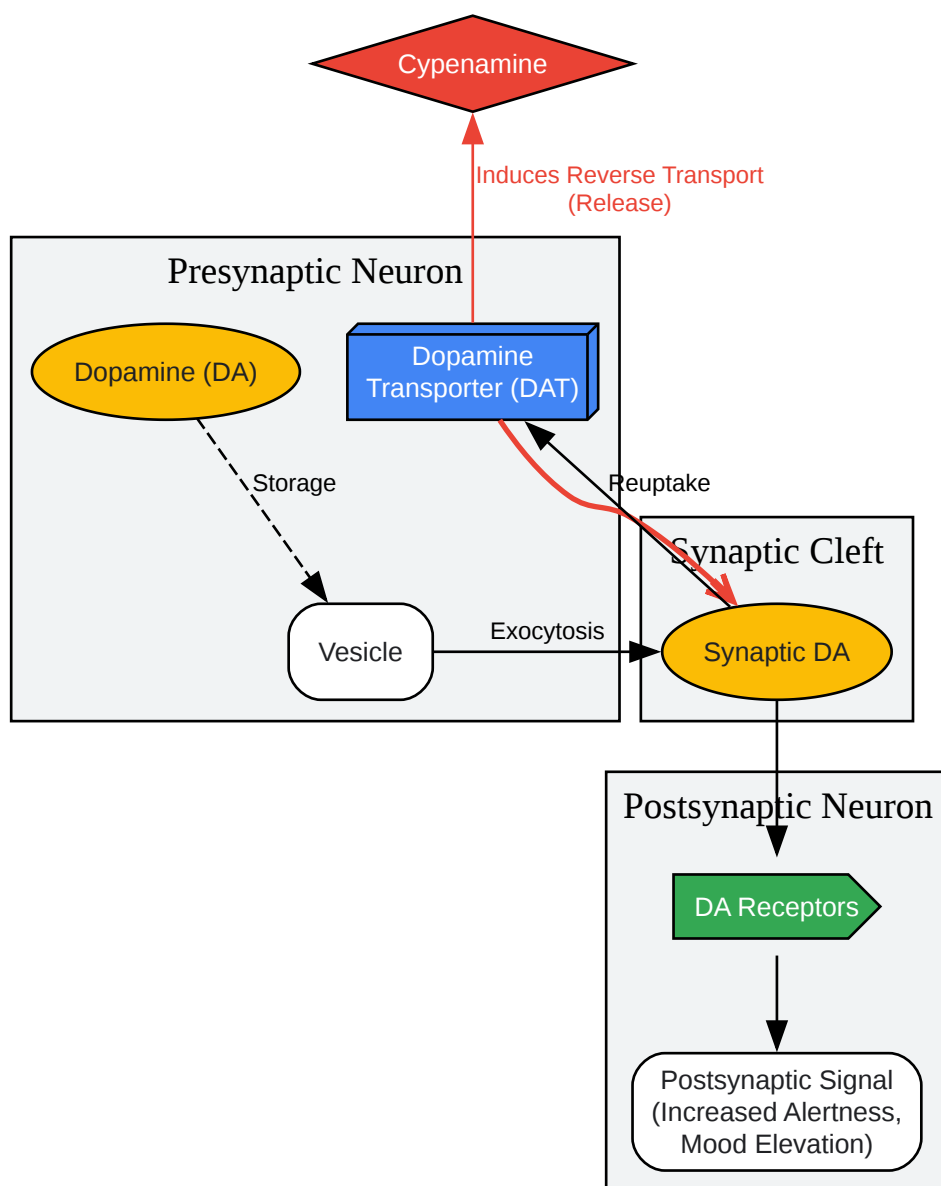 Cypenamine
Induces Reverse Transport
(Release)
Presynaptic Neuron
Dopamine (DA)
Dopamine
Transporter (DAT)
Storage
Reuptake
Synaptic Cleft
Vesicle
Exocytosis
Synaptic DA
Postsynaptic Neuron
DA Receptors
Postsynaptic Signal
(Increased Alertness,
Mood Elevation)